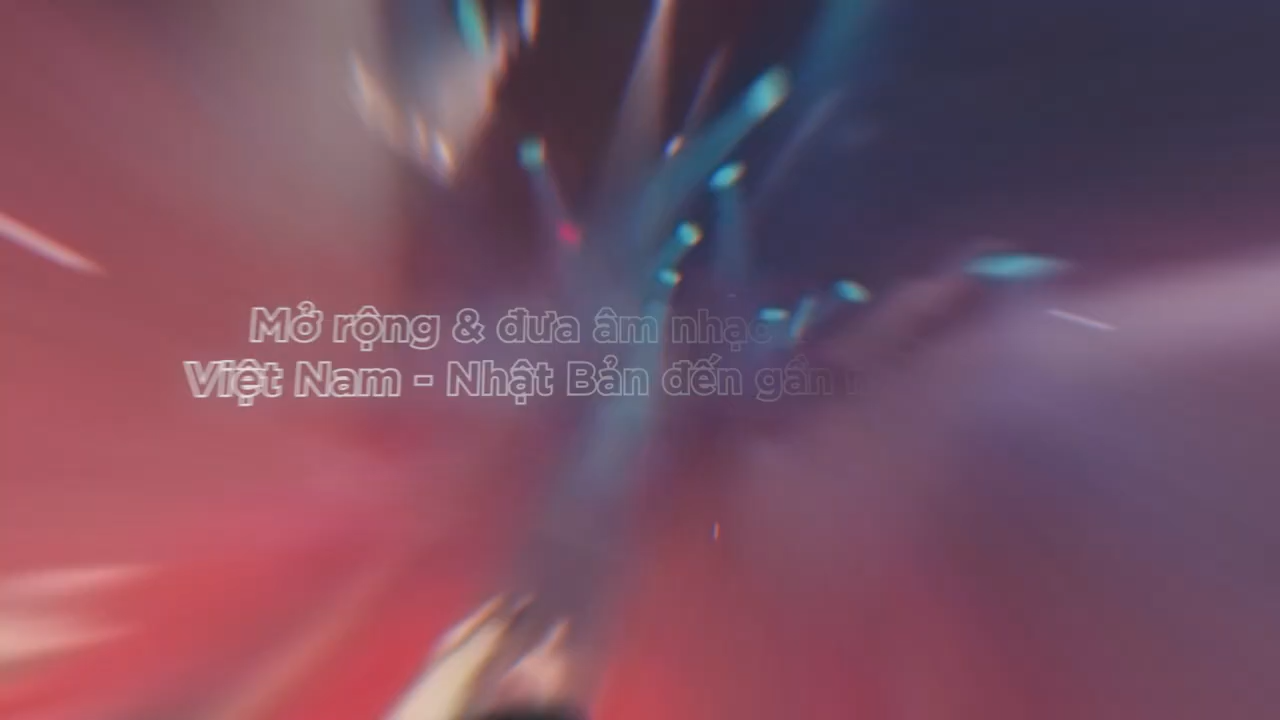 Mở rộng & đưa âm nhạc
Việt Nam - Nhật Bản đến gần